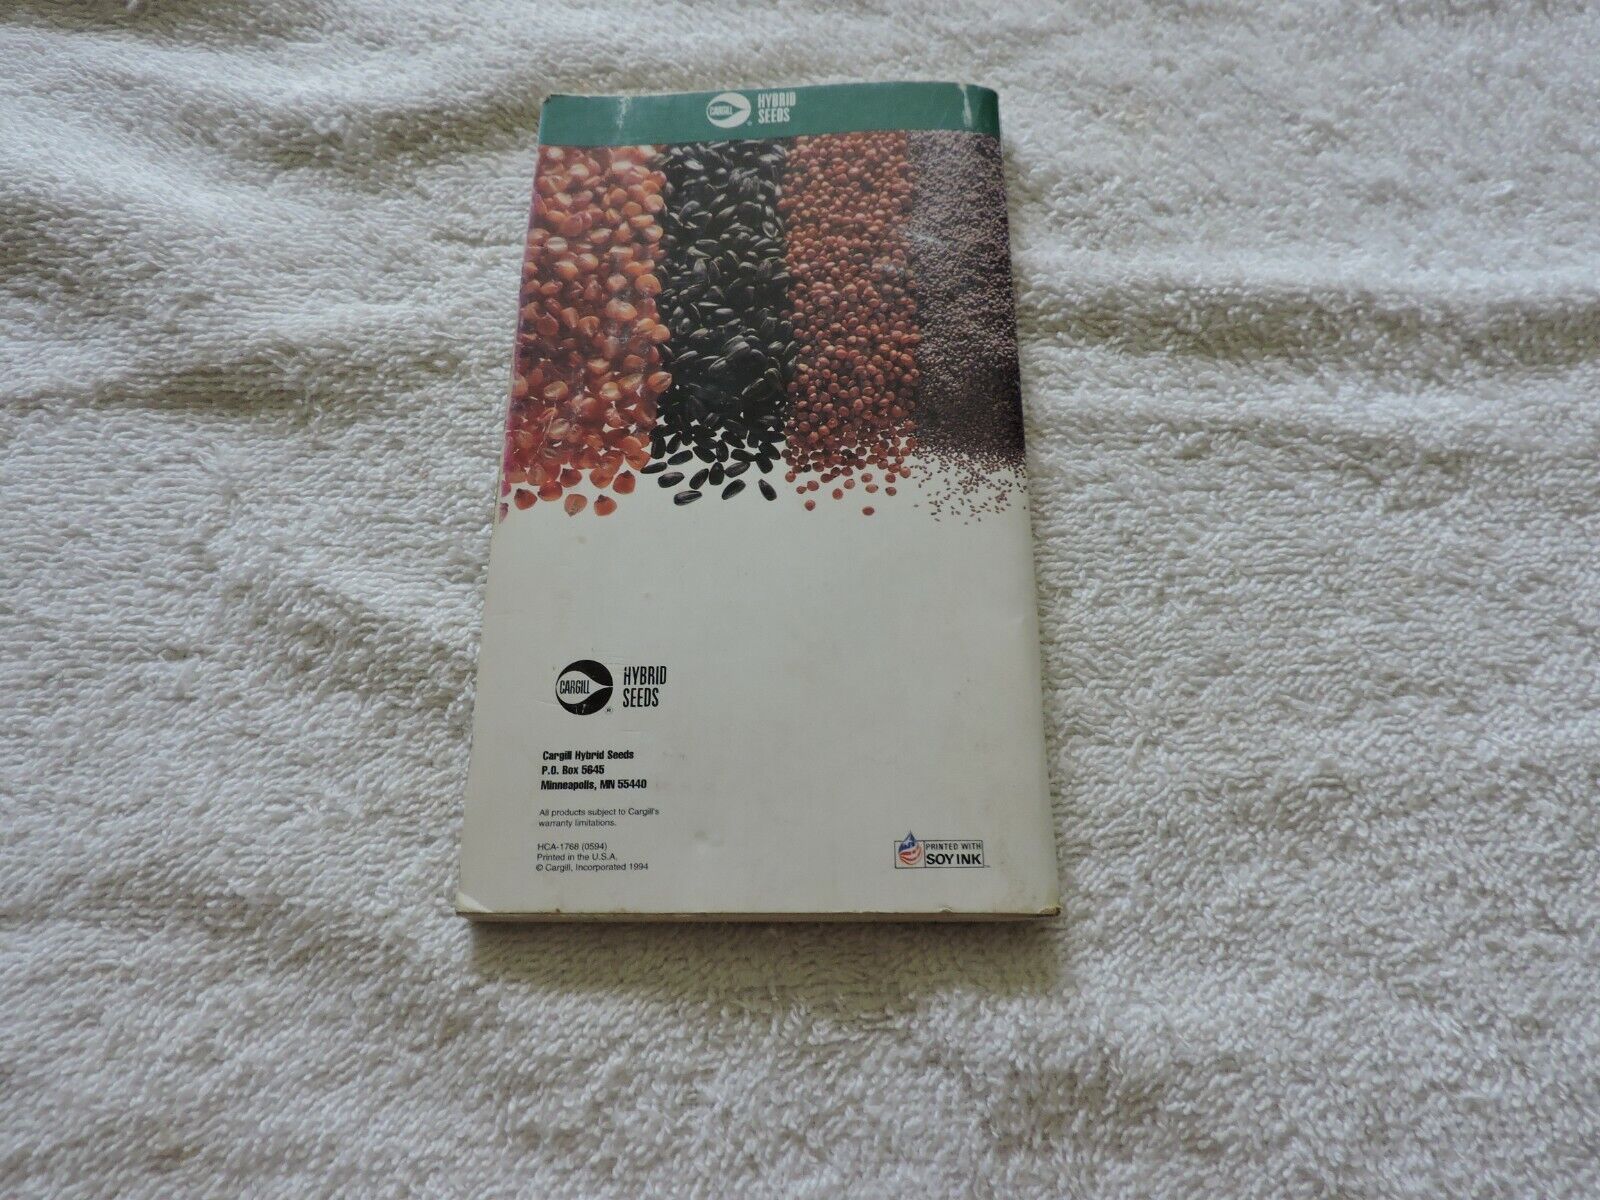 CARGILL ® HYBRID
SEEDS
CARGILL ® HYBRID
SEEDS
Cargill Hybrid Seeds
P.O. Box 5645
Minneapolis, MN 55440
All products subject to Cargill's
warranty limitations.
HCA-1768 (0594)
Printed in the U.S.A.
© Cargill, Incorporated 1994
PRINTED WITH
SOY INK™